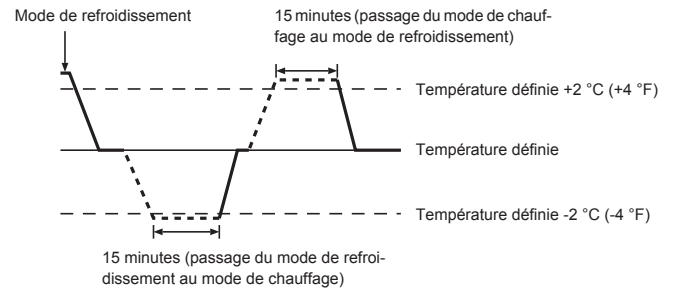 Mode de refroidissement
15 minutes (passage du mode de chauf-
fage au mode de refroidissement)
Température définie +2 °C (+4 °F)
Température définie
Température définie -2 °C (-4 °F)
15 minutes (passage du mode de refroi-
dissement au mode de chauffage)